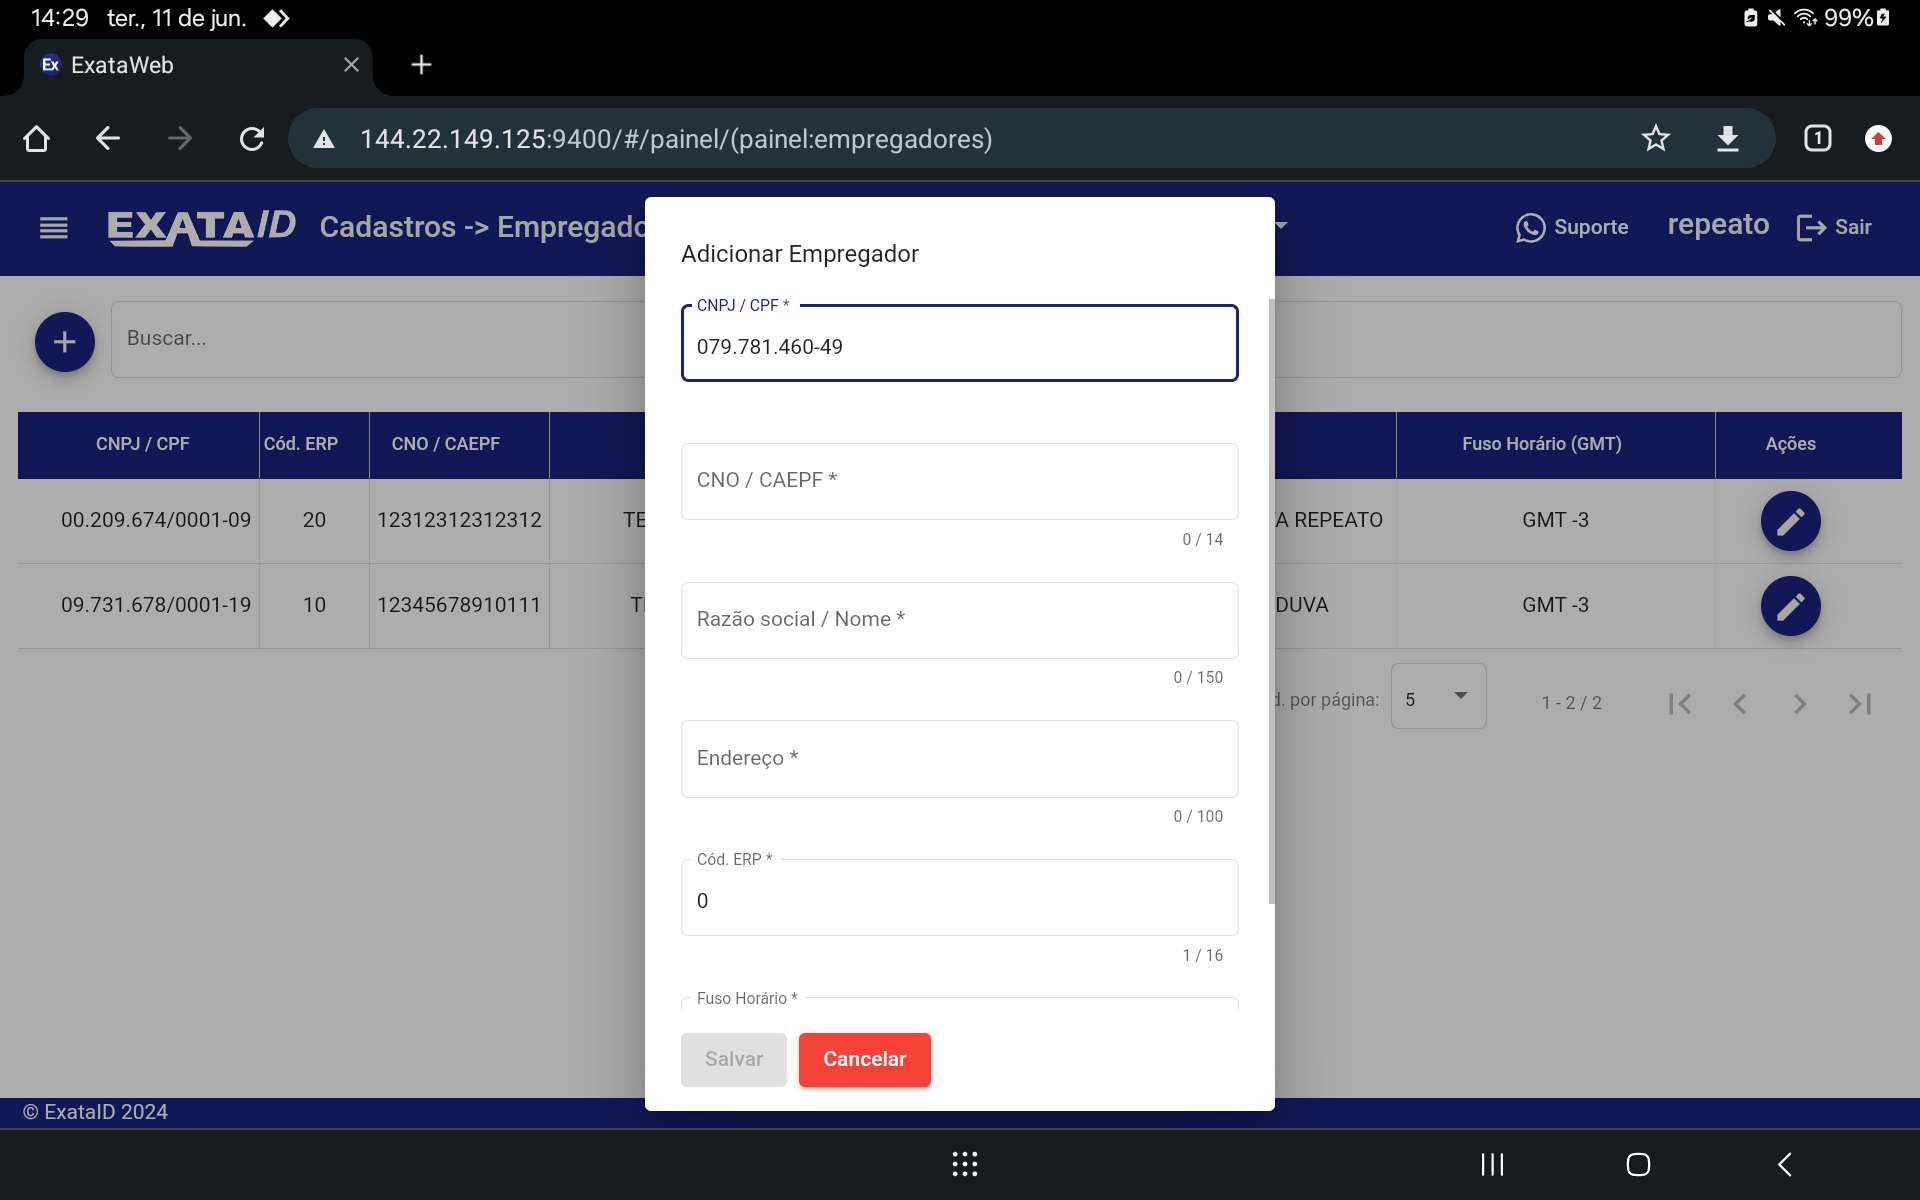 14:29 ter., 11 de jun. 99%
Ex ExataWeb
144.22.149.125:9400/#/painel/(painel:empregadores)
1
EXATAID Cadastros -> Empregado
Suporte repeato Sair
Buscar...
CNPJ / CPF Cód. ERP CNO / CAEPF Fuso Horário (GMT) Ações
00.209.674/0001-09 20 12312312312312 TE A REPEATO GMT -3
09.731.678/0001-19 10 12345678910111 DUVA GMT -3
d. por página: 5 1 - 2 / 2
Adicionar Empregador
CNPJ / CPF *
079.781.460-49
CNO / CAEPF *
0 / 14
Razão social / Nome *
0 / 150
Endereço *
0 / 100
Cód. ERP *
0
1 / 16
Fuso Horário *
Salvar Cancelar
© ExataID 2024